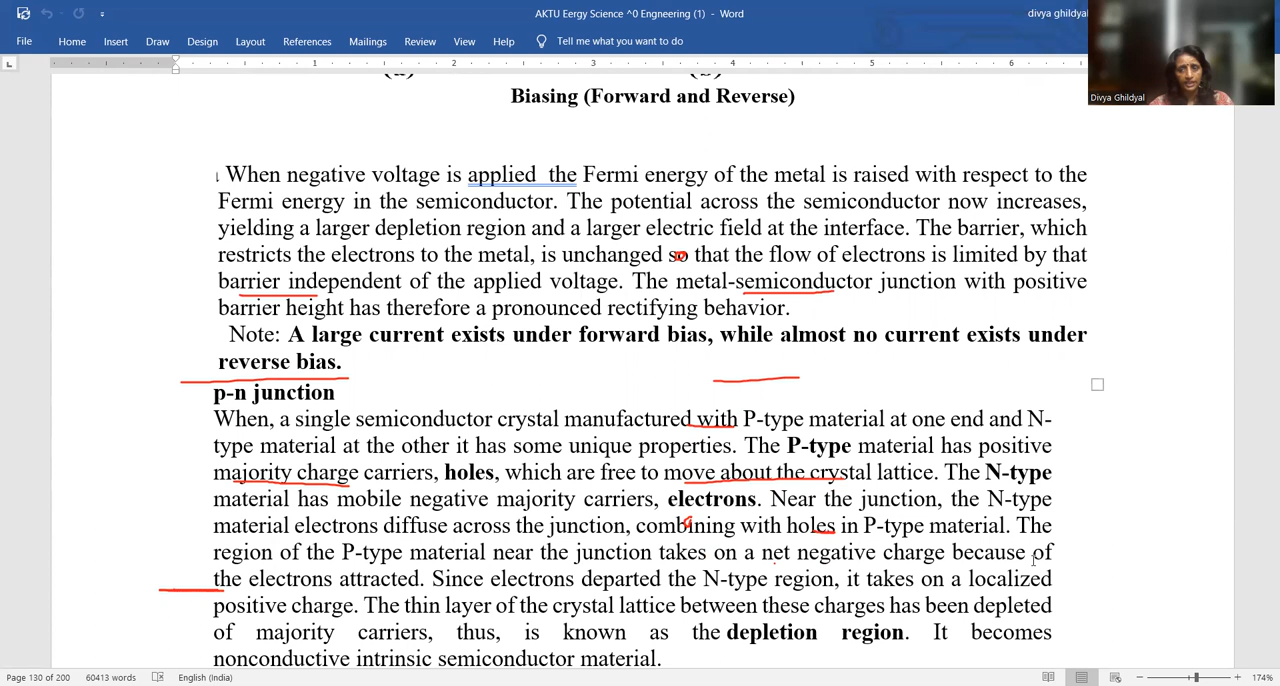 AKTU Eergy Science ^0 Engneering (1) - Word
divya ghildyal
File Home Insert Draw Design Layout References Mailings Review View Help Tell me what you want to do
1 2 3 4 5 6
Divya Ghildyal
Biasing (Forward and Reverse)
When negative voltage is applied the Fermi energy of the metal is raised with respect to the
Fermi energy in the semiconductor. The potential across the semiconductor now increases,
yielding a larger depletion region and a larger electric field at the interface. The barrier, which
restricts the electrons to the metal, is unchanged so that the flow of electrons is limited by that
barrier independent of the applied voltage. The metal-semiconductor junction with positive
barrier height has therefore a pronounced rectifying behavior.
Note: A large current exists under forward bias, while almost no current exists under
reverse bias.
p-n junction
When, a single semiconductor crystal manufactured with P-type material at one end and N-
type material at the other it has some unique properties. The P-type material has positive
majority charge carriers, holes, which are free to move about the crystal lattice. The N-type
material has mobile negative majority carriers, electrons. Near the junction, the N-type
material electrons diffuse across the junction, combining with holes in P-type material. The
region of the P-type material near the junction takes on a net negative charge because of
the electrons attracted. Since electrons departed the N-type region, it takes on a localized
positive charge. The thin layer of the crystal lattice between these charges has been depleted
of majority carriers, thus, is known as the depletion region. It becomes
nonconductive intrinsic semiconductor material.
Page 130 of 200 60413 words English (India) 174%